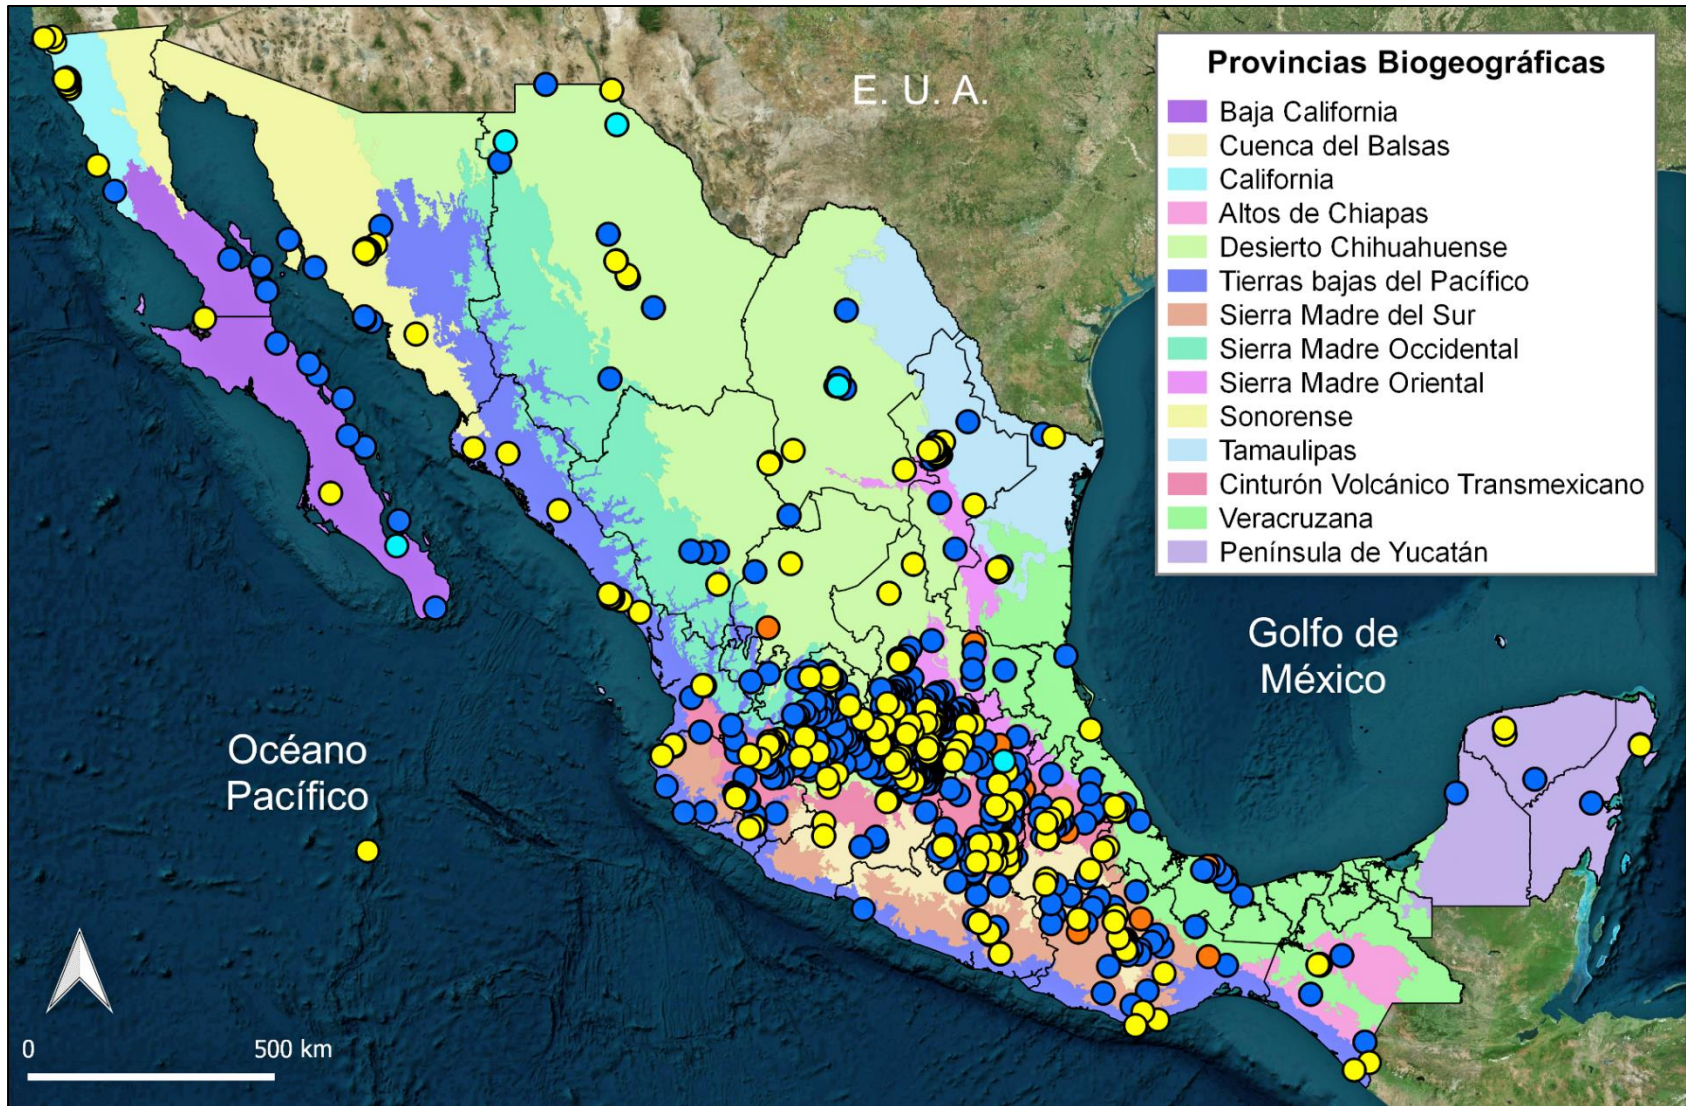 E. U. A.
Provincias Biogeográficas
Baja California
Cuenca del Balsas
California
Altos de Chiapas
Desierto Chihuahuense
Tierras bajas del Pacífico
Sierra Madre del Sur
Sierra Madre Occidental
Sierra Madre Oriental
Sonorense
Tamaulipas
Cinturón Volcánico Transmexicano
Veracruzana
Península de Yucatán
Golfo de
México
Océano
Pacífico
0
500 km